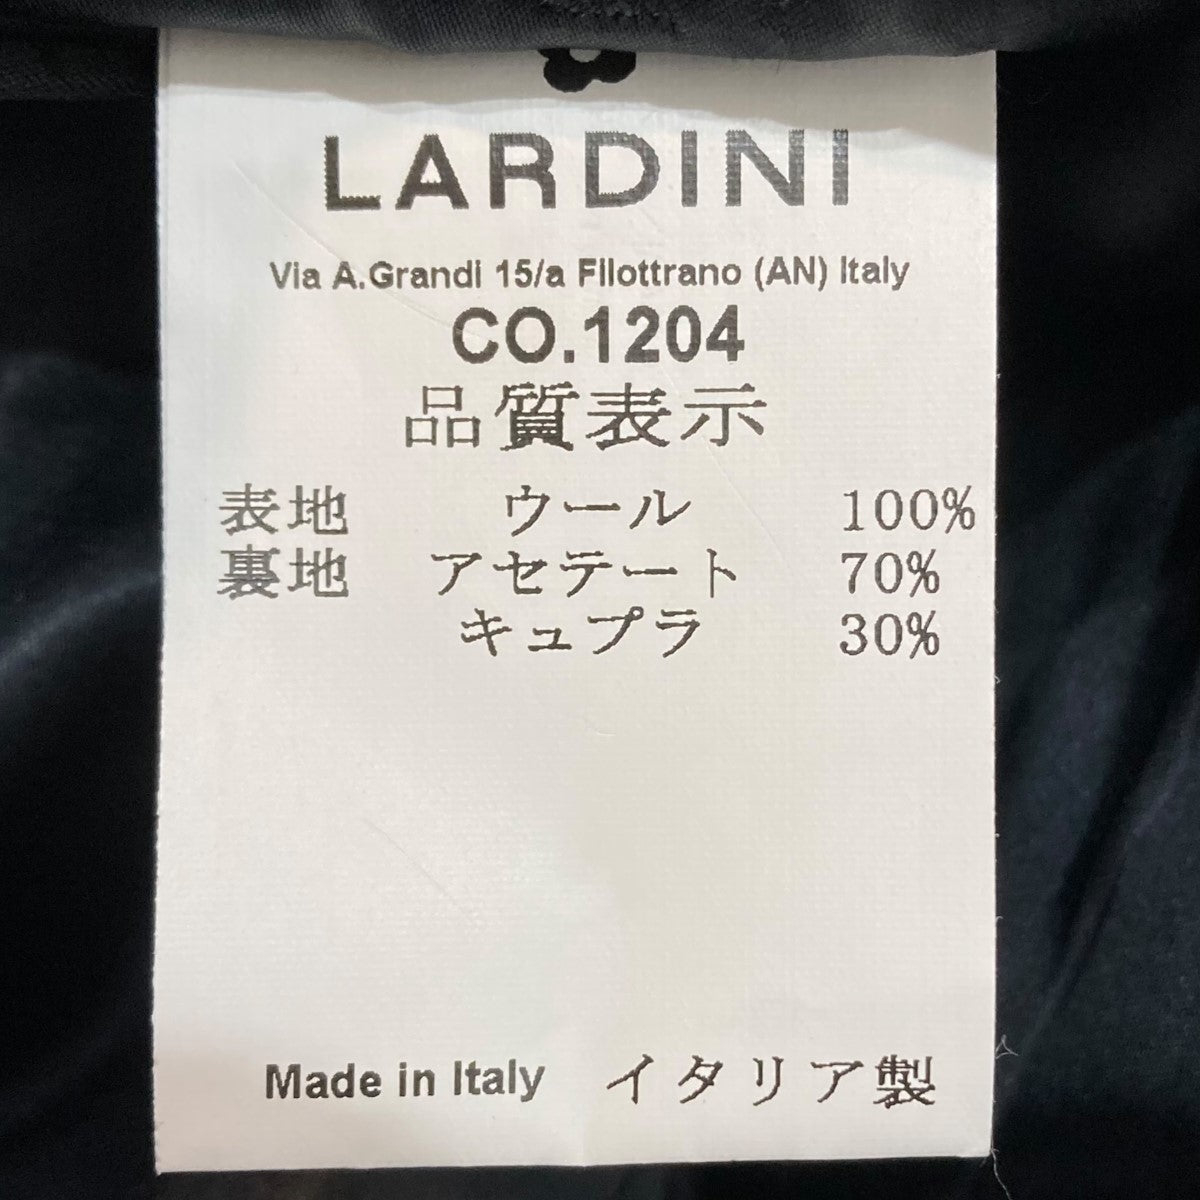 LARDINI
Via A.Grandi 15/a Filottrano (AN) Italy
CO.1204
品質表示
表地 ウール 100%
裏地 アセテート 70%
キュプラ 30%
Made in Italy イタリア製